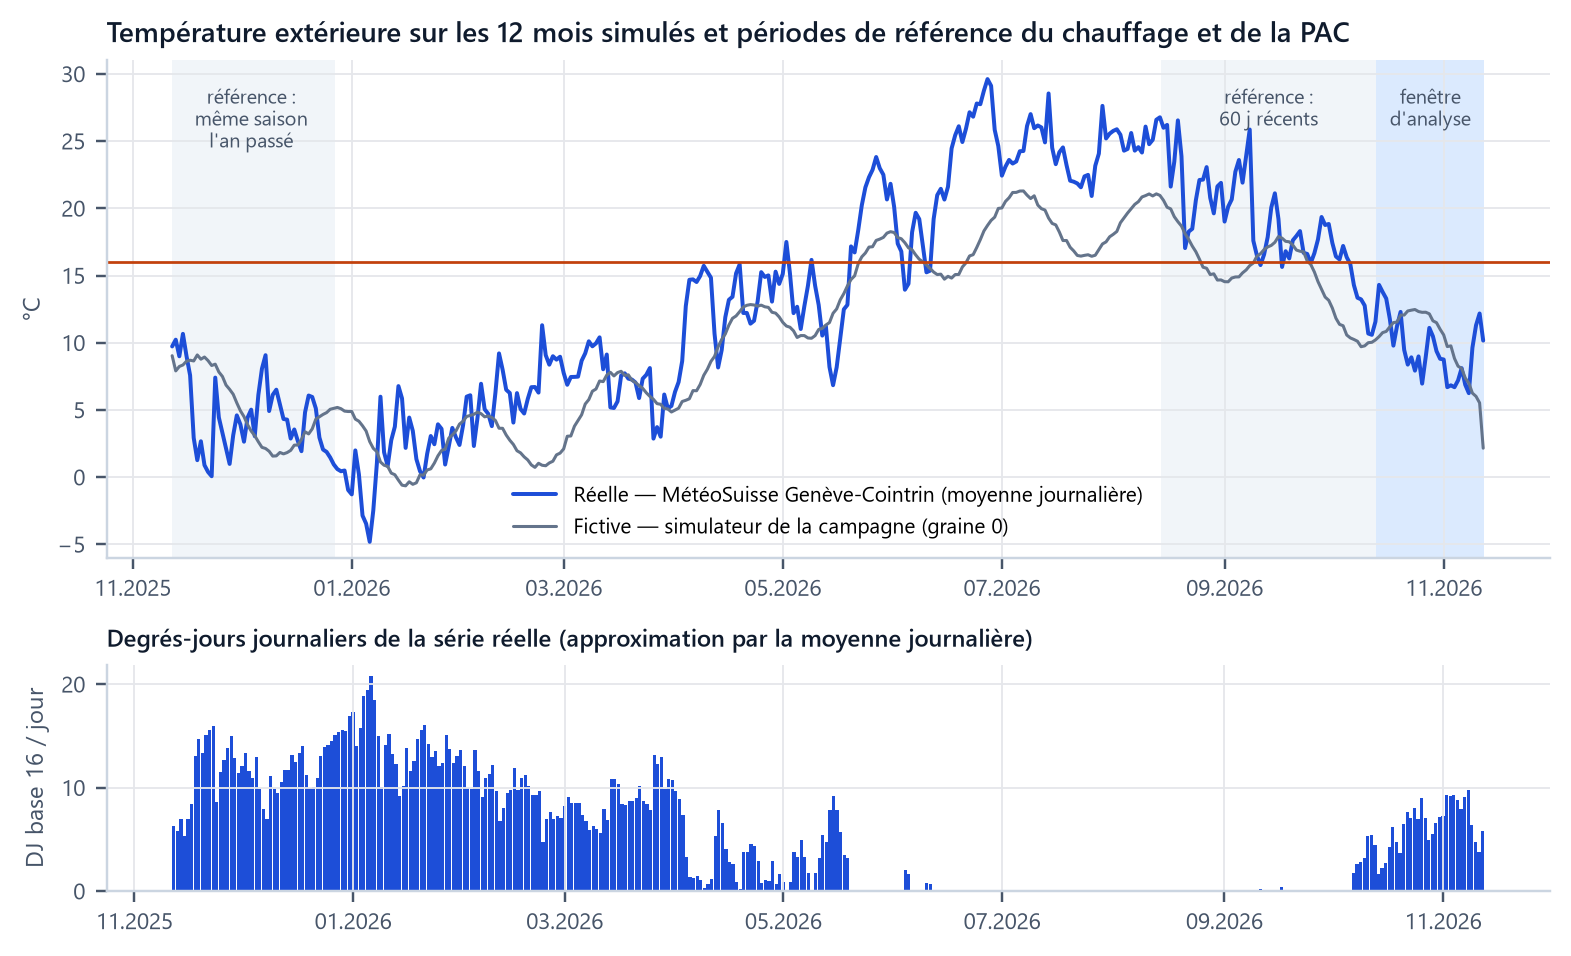 Température extérieure sur les 12 mois simulés et périodes de référence du chauffage et de la PAC
référence :
même saison
l'an passé
référence :
60 j récents
fenêtre
d'analyse
°C
30
25
20
15
10
5
0
−5
Réelle — MétéoSuisse Genève-Cointrin (moyenne journalière)
Fictive — simulateur de la campagne (graine 0)
11.2025
01.2026
03.2026
05.2026
07.2026
09.2026
11.2026
Degrés-jours journaliers de la série réelle (approximation par la moyenne journalière)
DJ base 16 / jour
20
10
0
11.2025
01.2026
03.2026
05.2026
07.2026
09.2026
11.2026